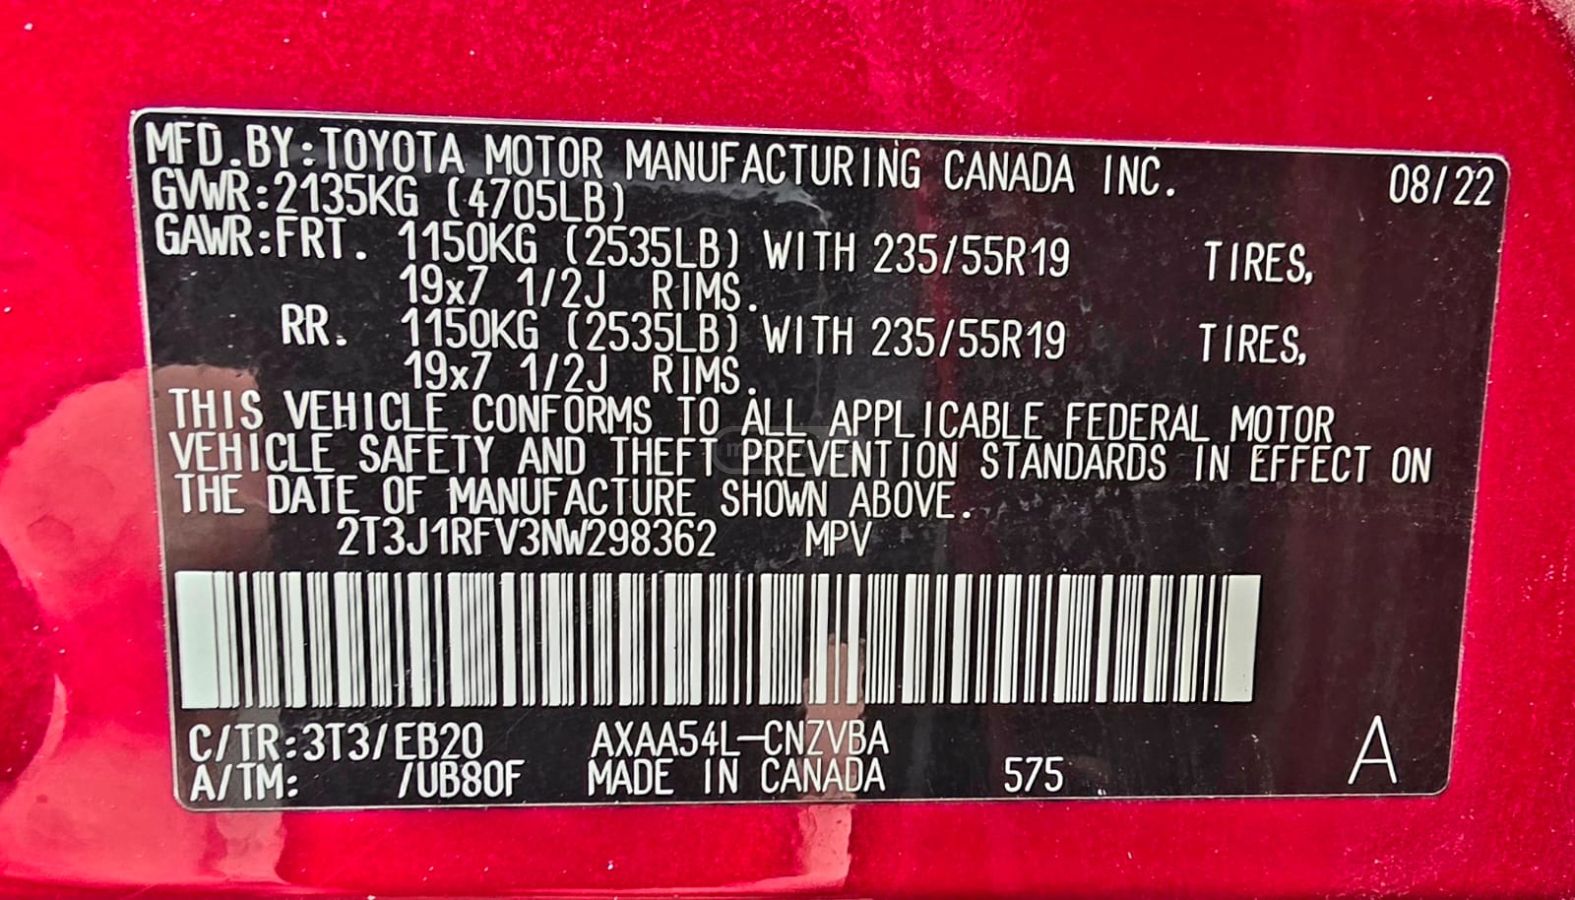 MFD.BY:TOYOTA MOTOR MANUFACTURING CANADA INC. 08/22
GVWR:2135KG (4705LB)
GAWR:FRT. 1150KG (2535LB) WITH 235/55R19 TIRES,
19x7 1/2J RIMS.
RR. 1150KG (2535LB) WITH 235/55R19 TIRES,
19x7 1/2J RIMS.
THIS VEHICLE CONFORMS TO ALL APPLICABLE FEDERAL MOTOR
VEHICLE SAFETY AND THEFT PREVENTION STANDARDS IN EFFECT ON
THE DATE OF MANUFACTURE SHOWN ABOVE.
2T3J1RFV3NW298362 MPV
C/TR:3T3/EB20 AXAA54L-CNZVBA
A/TM: /UB80F MADE IN CANADA 575 A